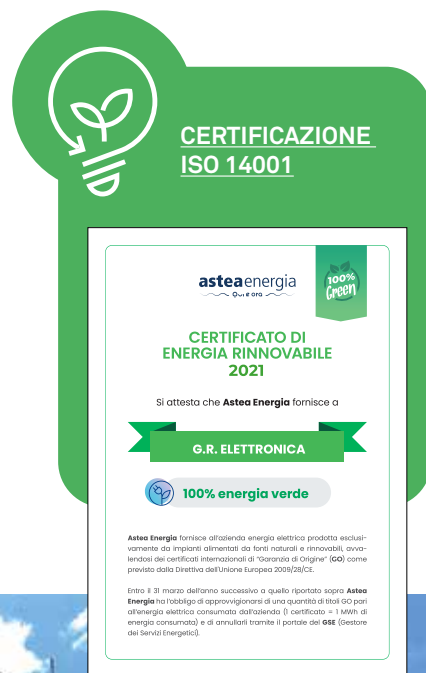 CERTIFICAZIONE
ISO 14001
asteaenergia
Qui e ora
100%
Green
CERTIFICATO DI
ENERGIA RINNOVABILE
2021
Si attesta che Astea Energia fornisce a
G.R. ELETTRONICA
100% energia verde
Astea Energia fornisce all'azienda energia elettrica prodotta esclusi-
vamente da impianti alimentati da fonti naturali e rinnovabili, avva-
lendosi dei certificati internazionali di "Garanzia di Origine" (GO) come
previsto dalla Direttiva dell'Unione Europea 2009/28/CE.
Entro il 31 marzo dell'anno successivo a quello riportato sopra Astea
Energia ha l'obbligo di approvvigionarsi di una quantità di titoli GO pari
all'energia elettrica consumata dall'azienda (1 certificato = 1 MWh di
energia consumata) e di annullarli tramite il portale del GSE (Gestore
dei Servizi Energetici).